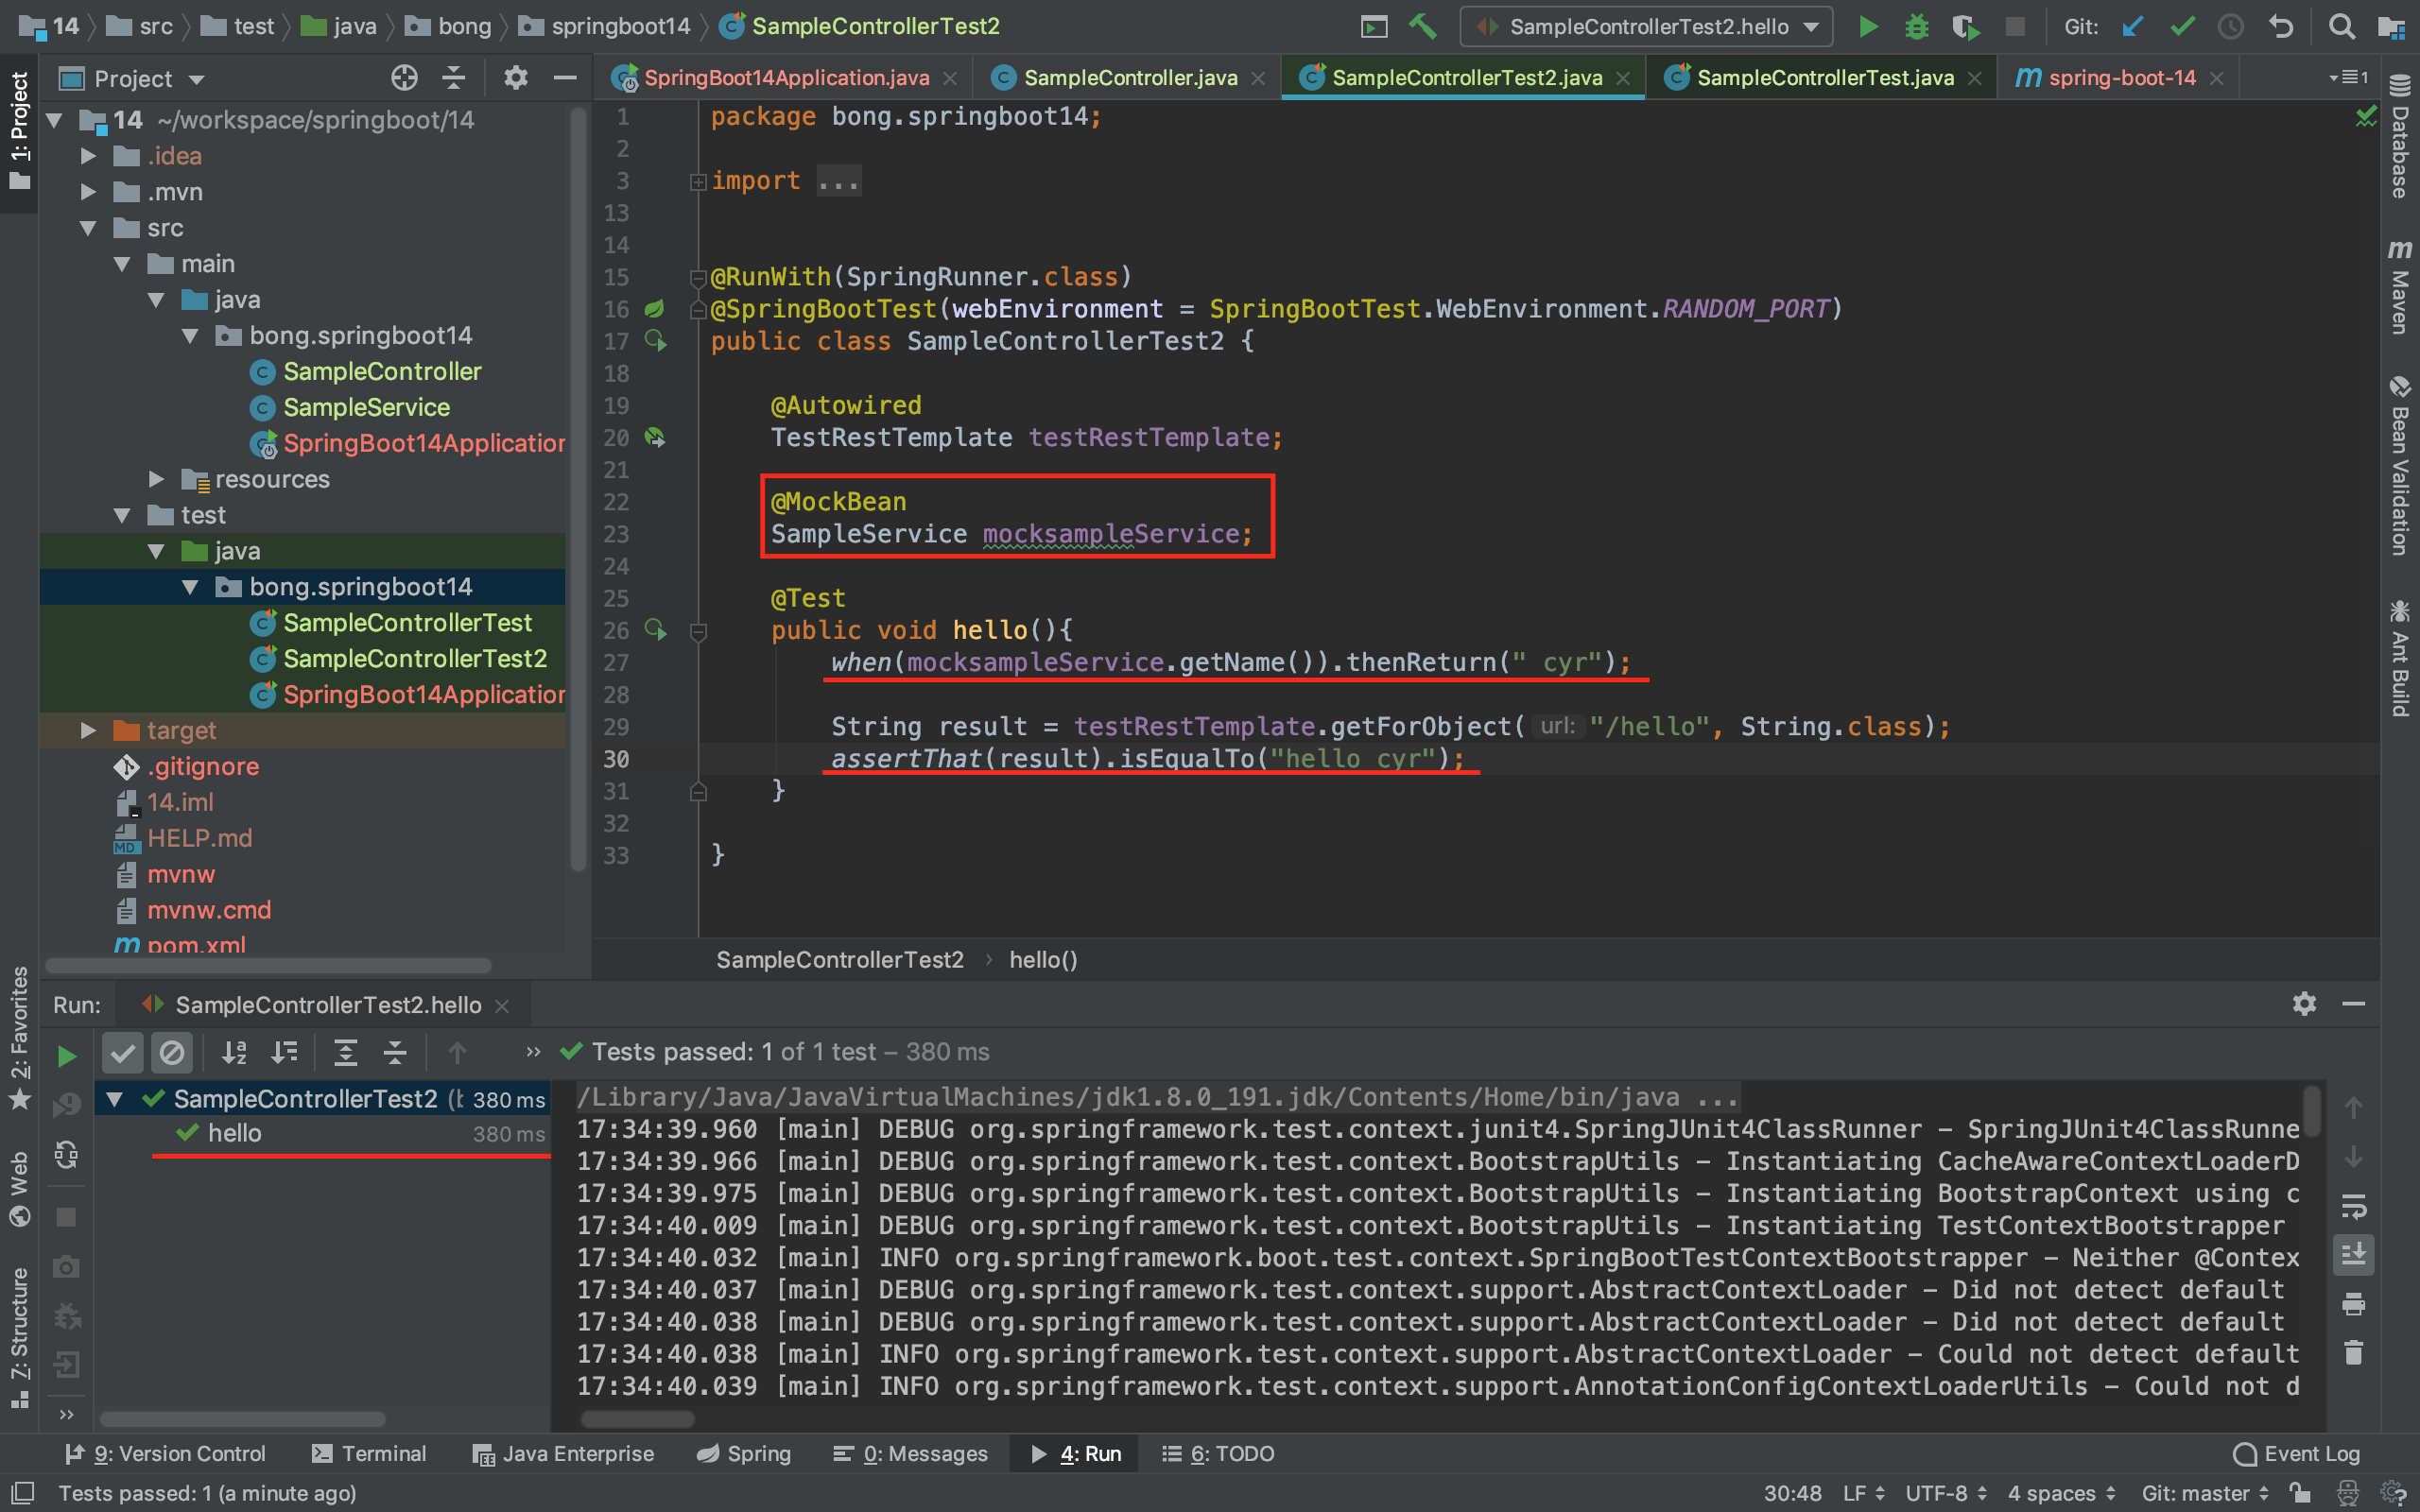 14 src test java bong springboot14 SampleControllerTest2
SampleControllerTest2.hello Git:
Project
SpringBoot14Application.java SampleController.java SampleControllerTest2.java SampleControllerTest.java m spring-boot-14 1
1: Project
14 ~/workspace/springboot/14
.idea
.mvn
src
main
java
bong.springboot14
SampleController
SampleService
SpringBoot14Application
resources
test
java
bong.springboot14
SampleControllerTest
SampleControllerTest2
SpringBoot14Application
target
.gitignore
14.iml
HELP.md
mvnw
mvnw.cmd
m pom.xml
1 package bong.springboot14;
2
3 import ...
13
14
15 @RunWith(SpringRunner.class)
16 @SpringBootTest(webEnvironment = SpringBootTest.WebEnvironment.RANDOM_PORT)
17 public class SampleControllerTest2 {
18
19 @Autowired
20 TestRestTemplate testRestTemplate;
21
22 @MockBean
23 SampleService mocksampleService;
24
25 @Test
26 public void hello(){
27 when(mocksampleService.getName()).thenReturn(" cyr");
28
29 String result = testRestTemplate.getForObject( url: "/hello", String.class);
30 assertThat(result).isEqualTo("hello cyr");
31 }
32
33 }
SampleControllerTest2 hello()
Database
m Maven
Bean Validation
Ant Build
2: Favorites
Web
Z: Structure
Run: SampleControllerTest2.hello
Tests passed: 1 of 1 test – 380 ms
SampleControllerTest2 (b 380 ms
hello 380 ms
/Library/Java/JavaVirtualMachines/jdk1.8.0_191.jdk/Contents/Home/bin/java ...
17:34:39.960 [main] DEBUG org.springframework.test.context.junit4.SpringJUnit4ClassRunner - SpringJUnit4ClassRunne
17:34:39.966 [main] DEBUG org.springframework.test.context.BootstrapUtils - Instantiating CacheAwareContextLoaderD
17:34:39.975 [main] DEBUG org.springframework.test.context.BootstrapUtils - Instantiating BootstrapContext using c
17:34:40.009 [main] DEBUG org.springframework.test.context.BootstrapUtils - Instantiating TestContextBootstrapper
17:34:40.032 [main] INFO org.springframework.boot.test.context.SpringBootTestContextBootstrapper - Neither @Contex
17:34:40.037 [main] DEBUG org.springframework.test.context.support.AbstractContextLoader - Did not detect default
17:34:40.038 [main] DEBUG org.springframework.test.context.support.AbstractContextLoader - Did not detect default
17:34:40.038 [main] INFO org.springframework.test.context.support.AbstractContextLoader - Could not detect default
17:34:40.039 [main] INFO org.springframework.test.context.support.AnnotationConfigContextLoaderUtils - Could not d
9: Version Control Terminal Java Enterprise Spring 0: Messages 4: Run 6: TODO Event Log
Tests passed: 1 (a minute ago) 30:48 LF UTF-8 4 spaces Git: master